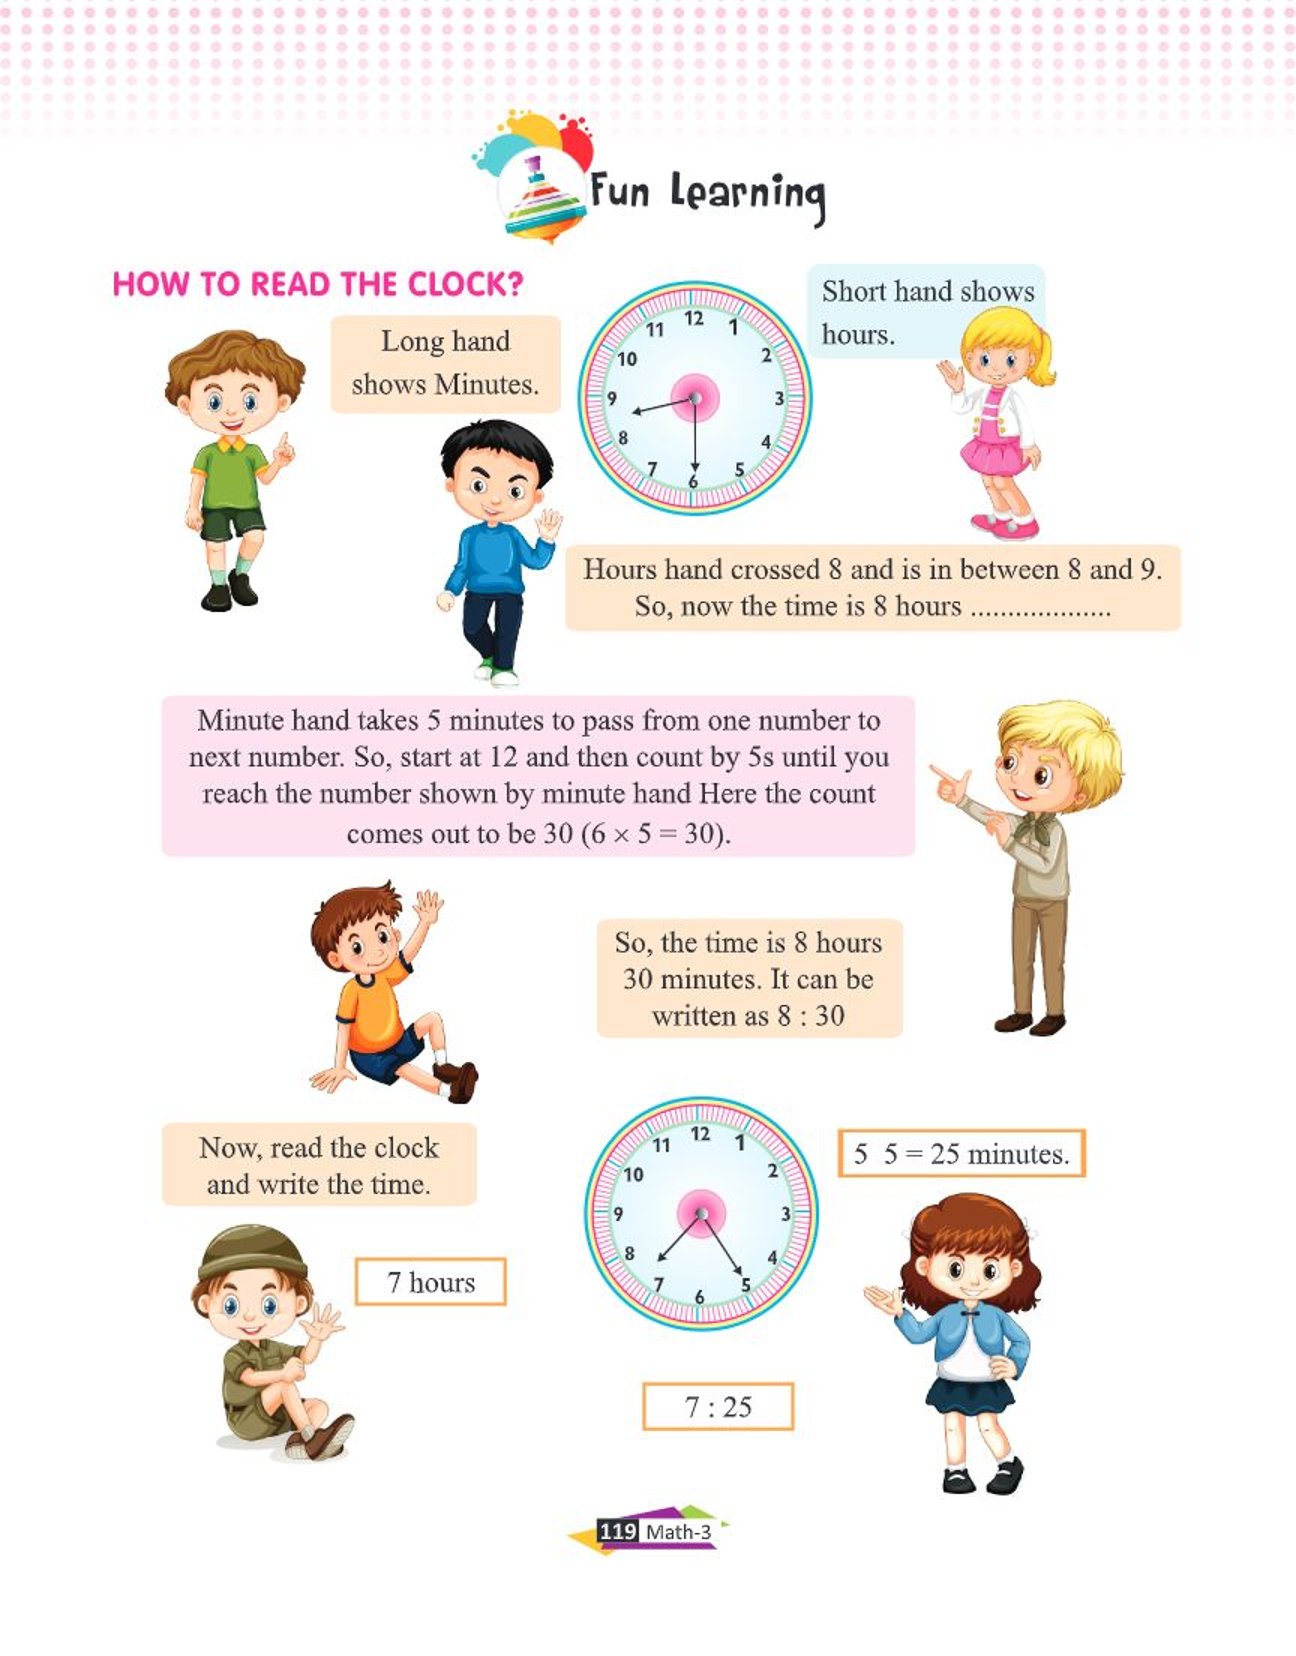 Fun Learning
HOW TO READ THE CLOCK?
Long hand
shows Minutes.
12
1
2
3
4
5
6
7
8
9
10
11
Short hand shows
hours.
Hours hand crossed 8 and is in between 8 and 9.
So, now the time is 8 hours ...................
Minute hand takes 5 minutes to pass from one number to
next number. So, start at 12 and then count by 5s until you
reach the number shown by minute hand Here the count
comes out to be 30 (6 × 5 = 30).
So, the time is 8 hours
30 minutes. It can be
written as 8 : 30
Now, read the clock
and write the time.
7 hours
12
1
2
3
4
5
6
7
8
9
10
11
5 5 = 25 minutes.
7 : 25
119 Math-3